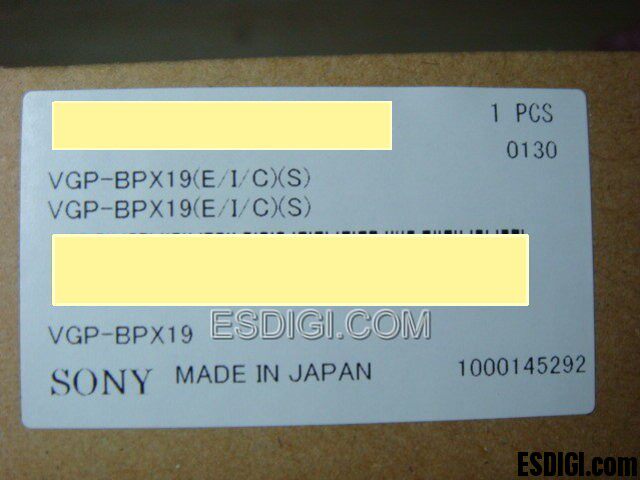 1 PCS
0130
VGP-BPX19(E/I/C)(S)
VGP-BPX19(E/I/C)(S)
ESDIGI.COM
VGP-BPX19
SONY MADE IN JAPAN 1000145292
ESDIGI.COM